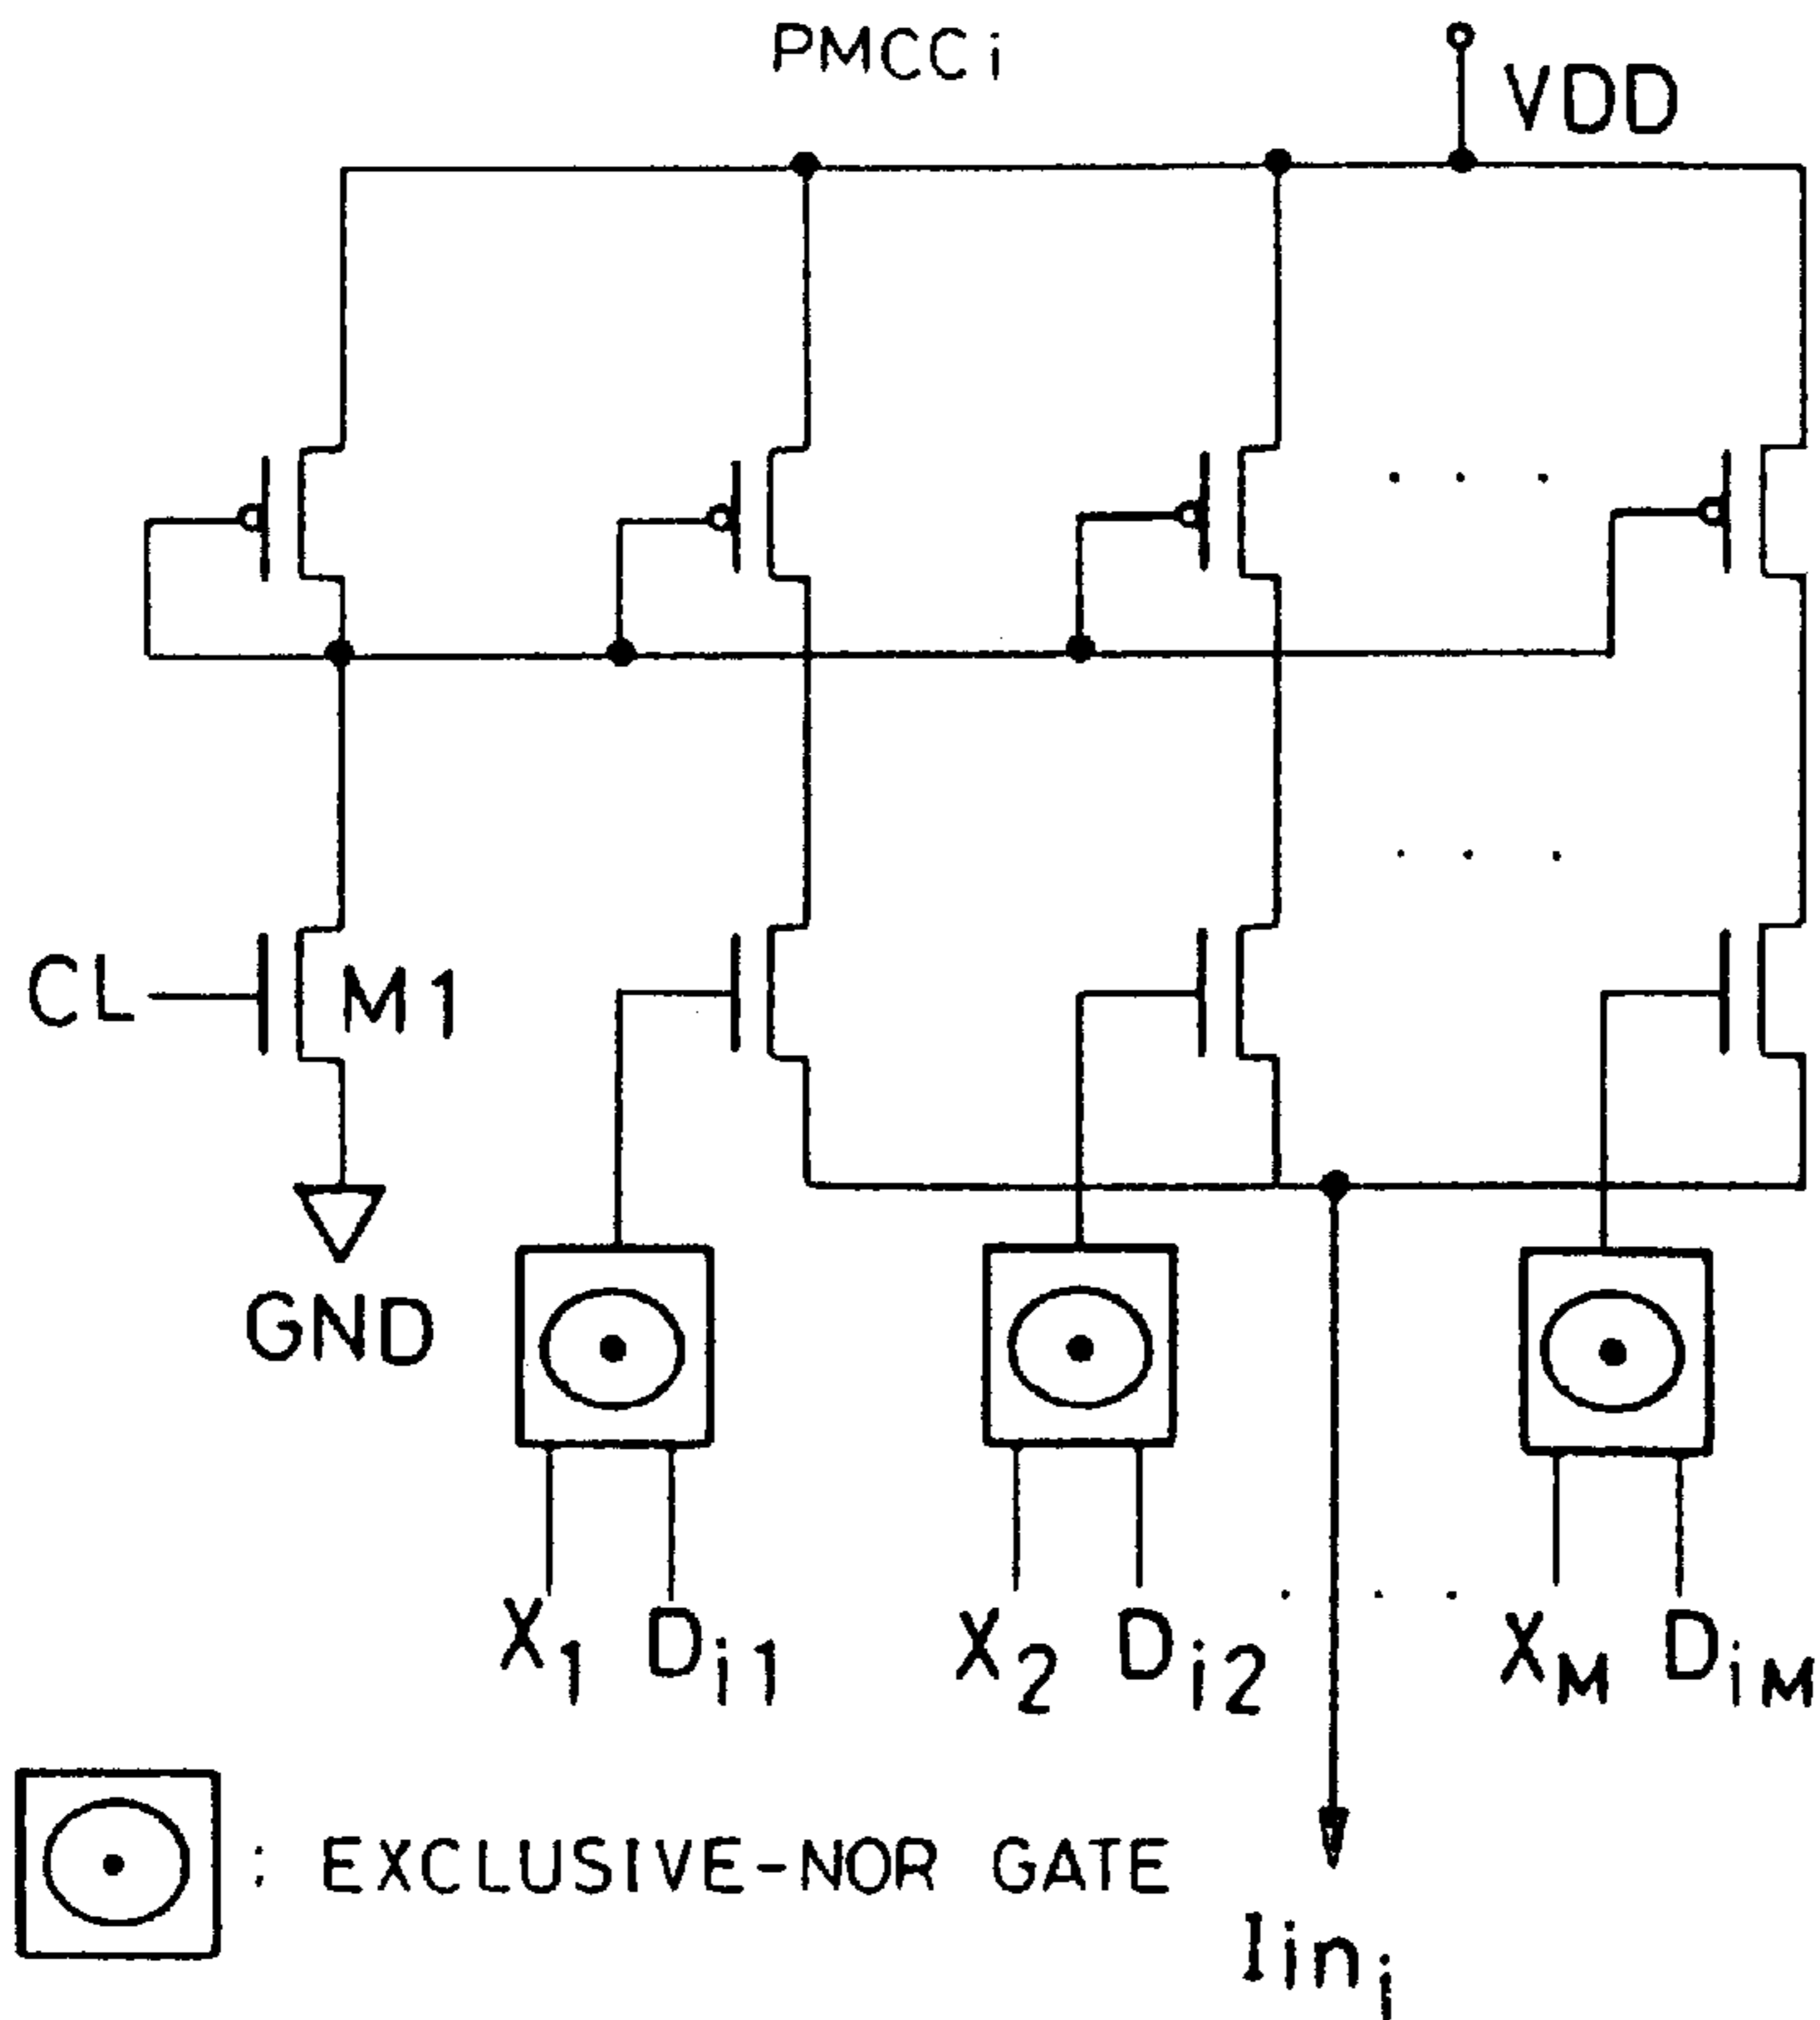 PMCCi
VDD
CL
M1
GND
X1 Di1 X2 Di2 XM DiM
: EXCLUSIVE-NOR GATE
Iini